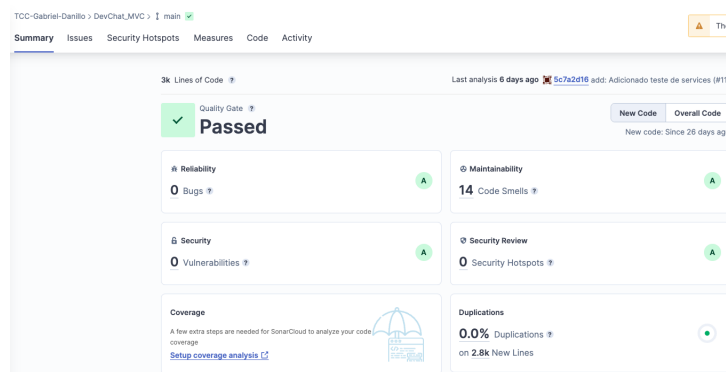 TCC-Gabriel-Danillo > DevChat_MVC > main
Summary Issues Security Hotspots Measures Code Activity
3k Lines of Code ?
Last analysis 6 days ago 5c7a2d16 add: Adicionado teste de services (#11
Quality Gate ?
Passed
New Code Overall Code
New code: Since 26 days ag
Reliability
0 Bugs ?
A
Maintainability
14 Code Smells ?
A
Security
0 Vulnerabilities ?
A
Security Review
0 Security Hotspots ?
A
Coverage
A few extra steps are needed for SonarCloud to analyze your code
coverage
Setup coverage analysis
Duplications
0.0% Duplications ?
on 2.8k New Lines